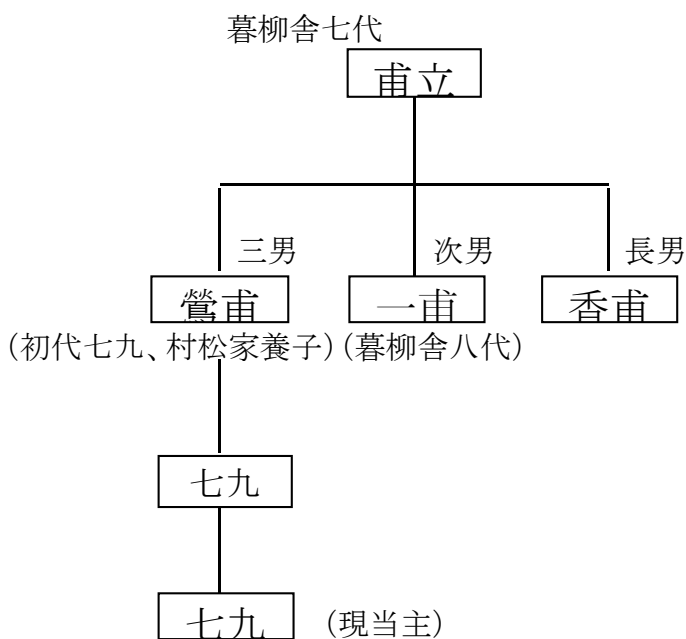 暮柳舎七代
甫立
三男 次男 長男
鶯甫 一甫 香甫
(初代七九、村松家養子)(暮柳舎八代)
七九
七九 (現当主)